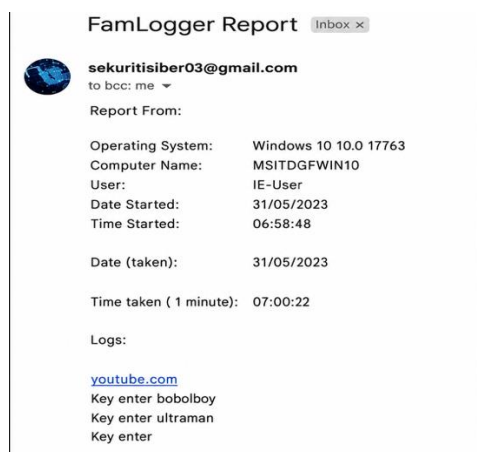 FamLogger Report Inbox ×
sekuritisiber03@gmail.com
to bcc: me
Report From:
Operating System: Windows 10 10.0 17763
Computer Name: MSITDGFWIN10
User: IE-User
Date Started: 31/05/2023
Time Started: 06:58:48
Date (taken): 31/05/2023
Time taken ( 1 minute): 07:00:22
Logs:
youtube.com
Key enter bobolboy
Key enter ultraman
Key enter